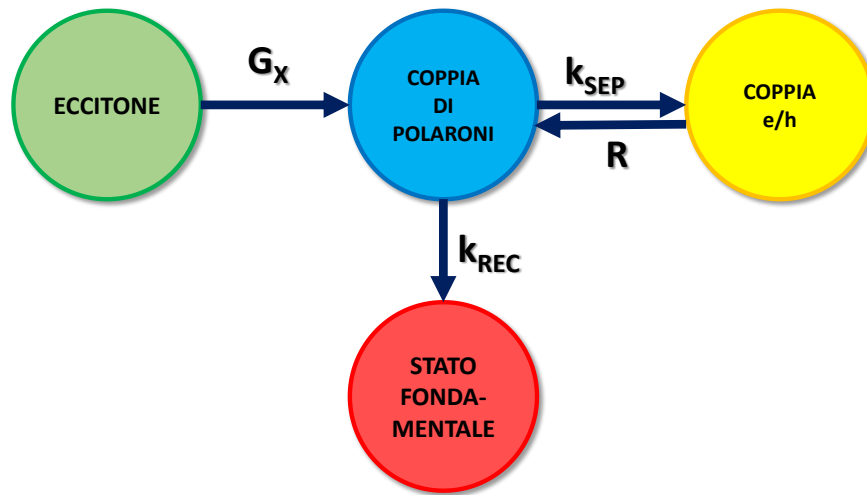 ECCITONE
G_X
COPPIA
DI
POLARONI
k_SEP
R
COPPIA
e/h
k_REC
STATO
FONDA-
MENTALE